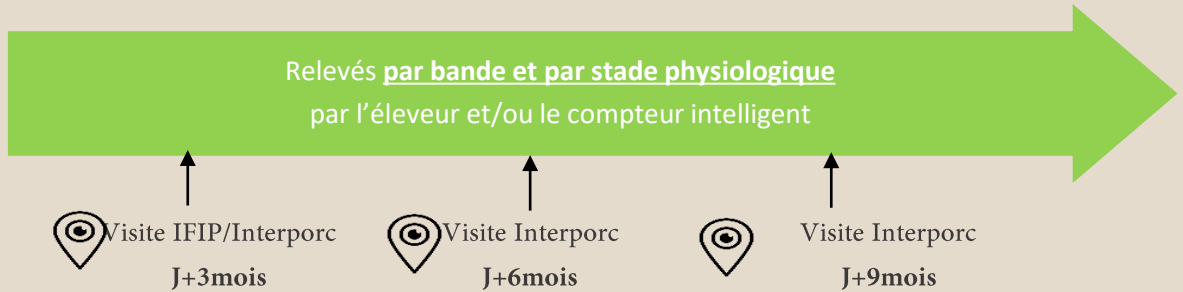 Relevés par bande et par stade physiologique
par l’éleveur et/ou le compteur intelligent
Visite IFIP/Interporc
J+3mois
Visite Interporc
J+6mois
Visite Interporc
J+9mois